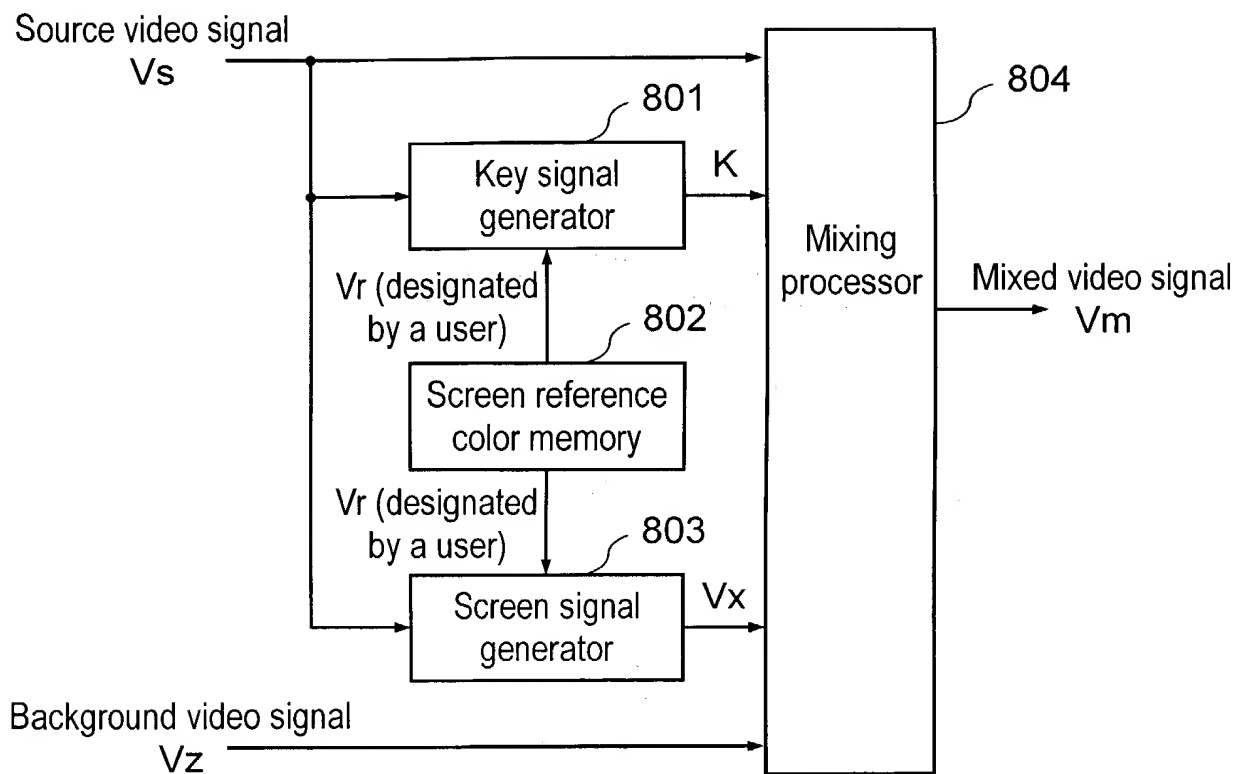 Source video signal
Vs
801
804
Key signal
generator
K
Mixing
processor
Vr (designated
by a user)
802
Mixed video signal
Vm
Screen reference
color memory
Vr (designated
by a user)
803
Screen signal
generator
Vx
Background video signal
Vz